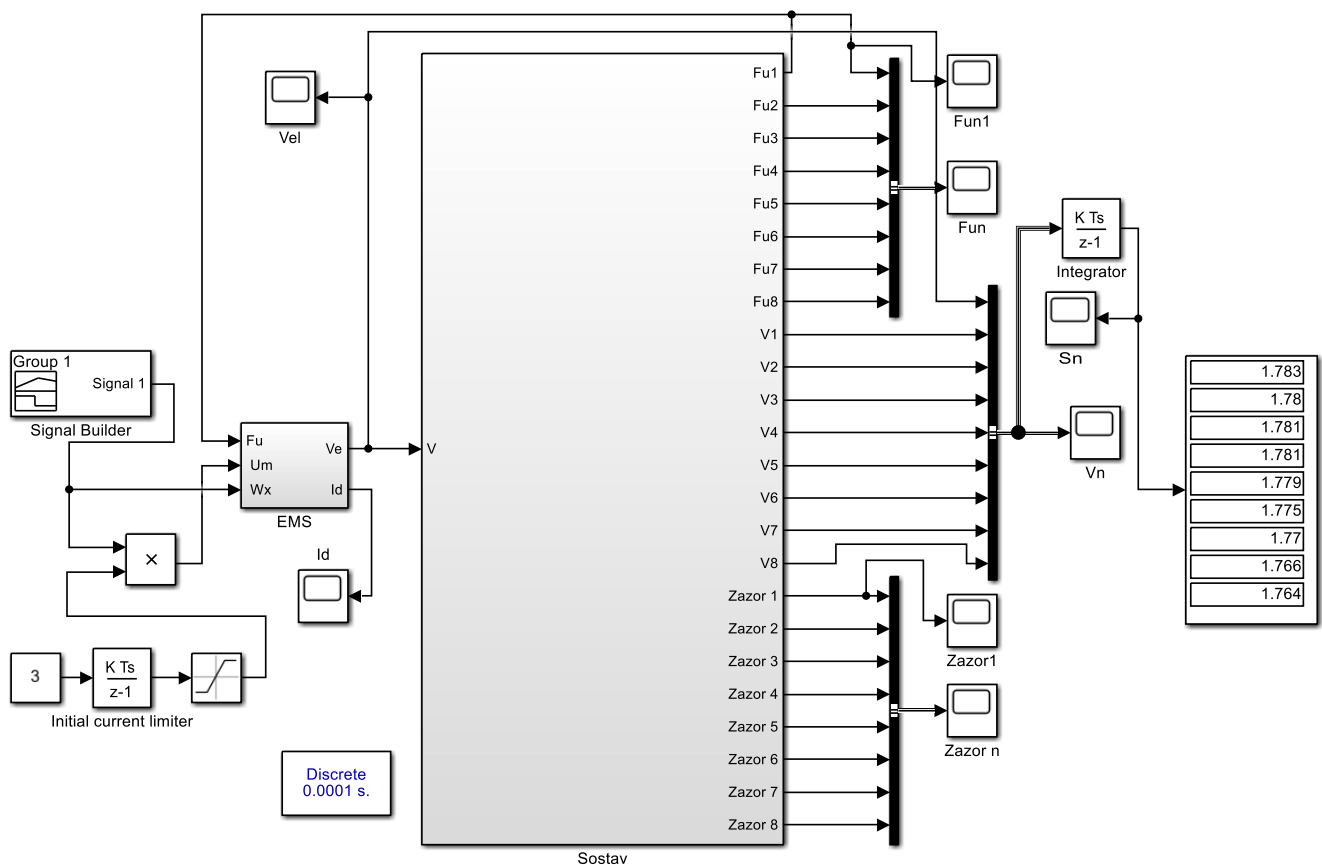 Fu1
Fu2
Fu3
Fu4
Fu5
Fu6
Fu7
Fu8
V1
V2
V3
V4
V5
V6
V7
V8
Zazor 1
Zazor 2
Zazor 3
Zazor 4
Zazor 5
Zazor 6
Zazor 7
Zazor 8
V
Sostav
Vel
Group 1
Signal 1
Signal Builder
Fu
Um
Wx
Ve
Id
EMS
×
Id
3
K Ts
z-1
Initial current limiter
Discrete
0.0001 s.
Fun1
Fun
K Ts
z-1
Integrator
Sn
Vn
Zazor1
Zazor n
1.783
1.78
1.781
1.781
1.779
1.775
1.77
1.766
1.764